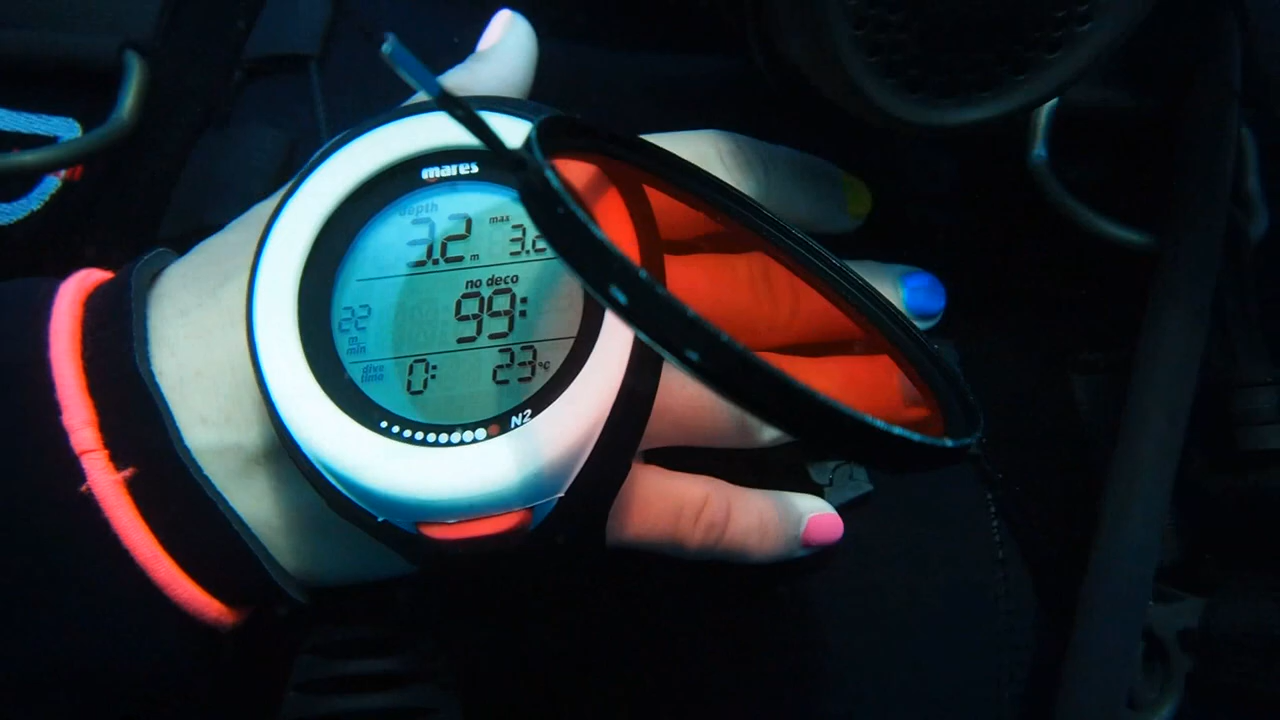 mares
depth
3.2 m
max
3.2
no deco
99:
22
m
min
dive
time
0:
23 °C
N2